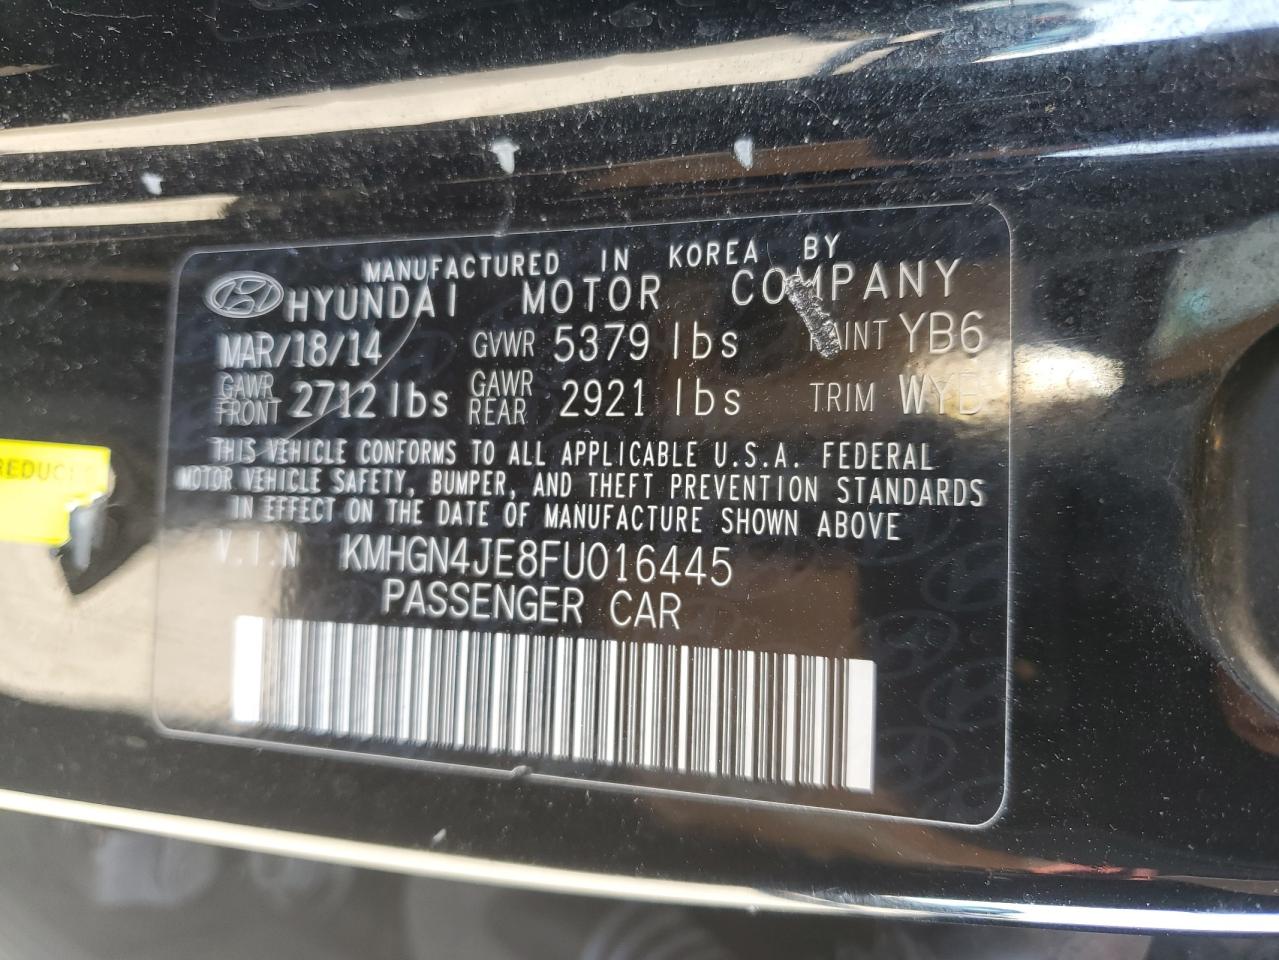 MANUFACTURED IN KOREA BY
HYUNDAI MOTOR COMPANY
MAR/18/14 GVWR 5379 lbs PAINT YB6
GAWR FRONT 2712 lbs GAWR REAR 2921 lbs TRIM
THIS VEHICLE CONFORMS TO ALL APPLICABLE U.S.A. FEDERAL
MOTOR VEHICLE SAFETY, BUMPER, AND THEFT PREVENTION STANDARDS
IN EFFECT ON THE DATE OF MANUFACTURE SHOWN ABOVE
V.I.N KMHGN4JE8FU016445
PASSENGER CAR